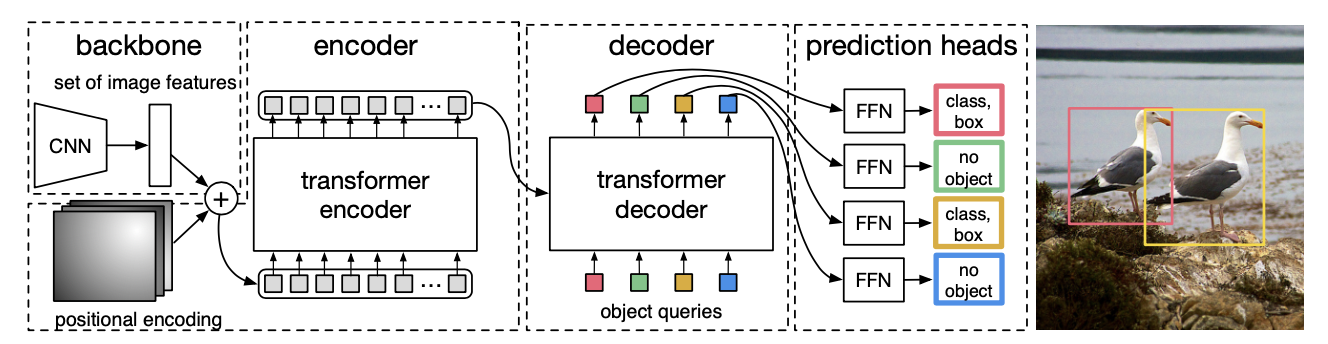 backbone
set of image features
CNN
+
positional encoding
encoder
...
transformer
encoder
...
decoder
transformer
decoder
object queries
prediction heads
FFN
class,
box
FFN
no
object
FFN
class,
box
FFN
no
object